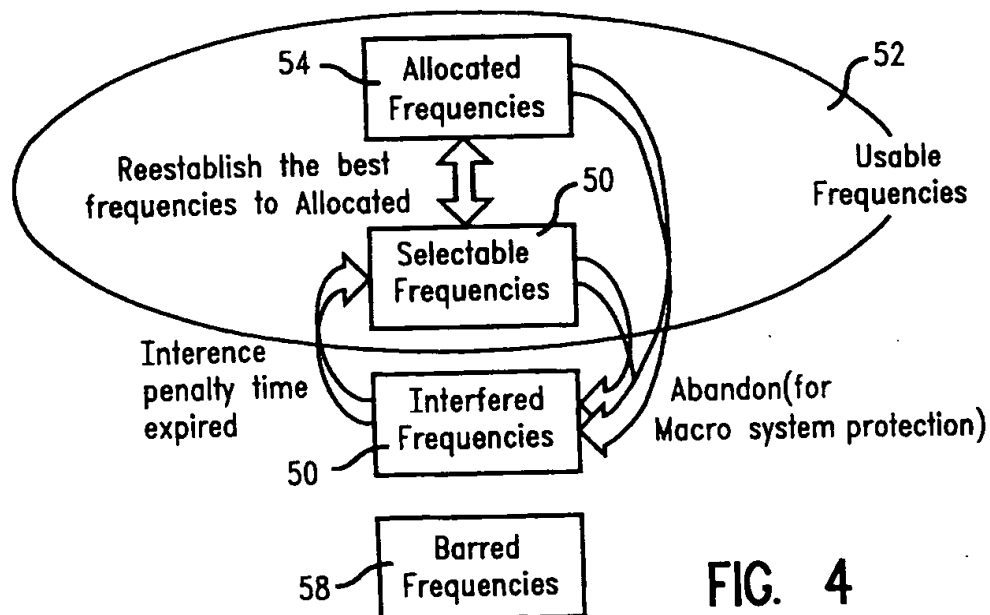 54
Allocated
Frequencies
52
Usable
Frequencies
Reestablish the best
frequencies to Allocated
50
Selectable
Frequencies
Interence
penalty time
expired
Interfered
Frequencies
50
Abandon(for
Macro system protection)
Barred
Frequencies
58
FIG. 4